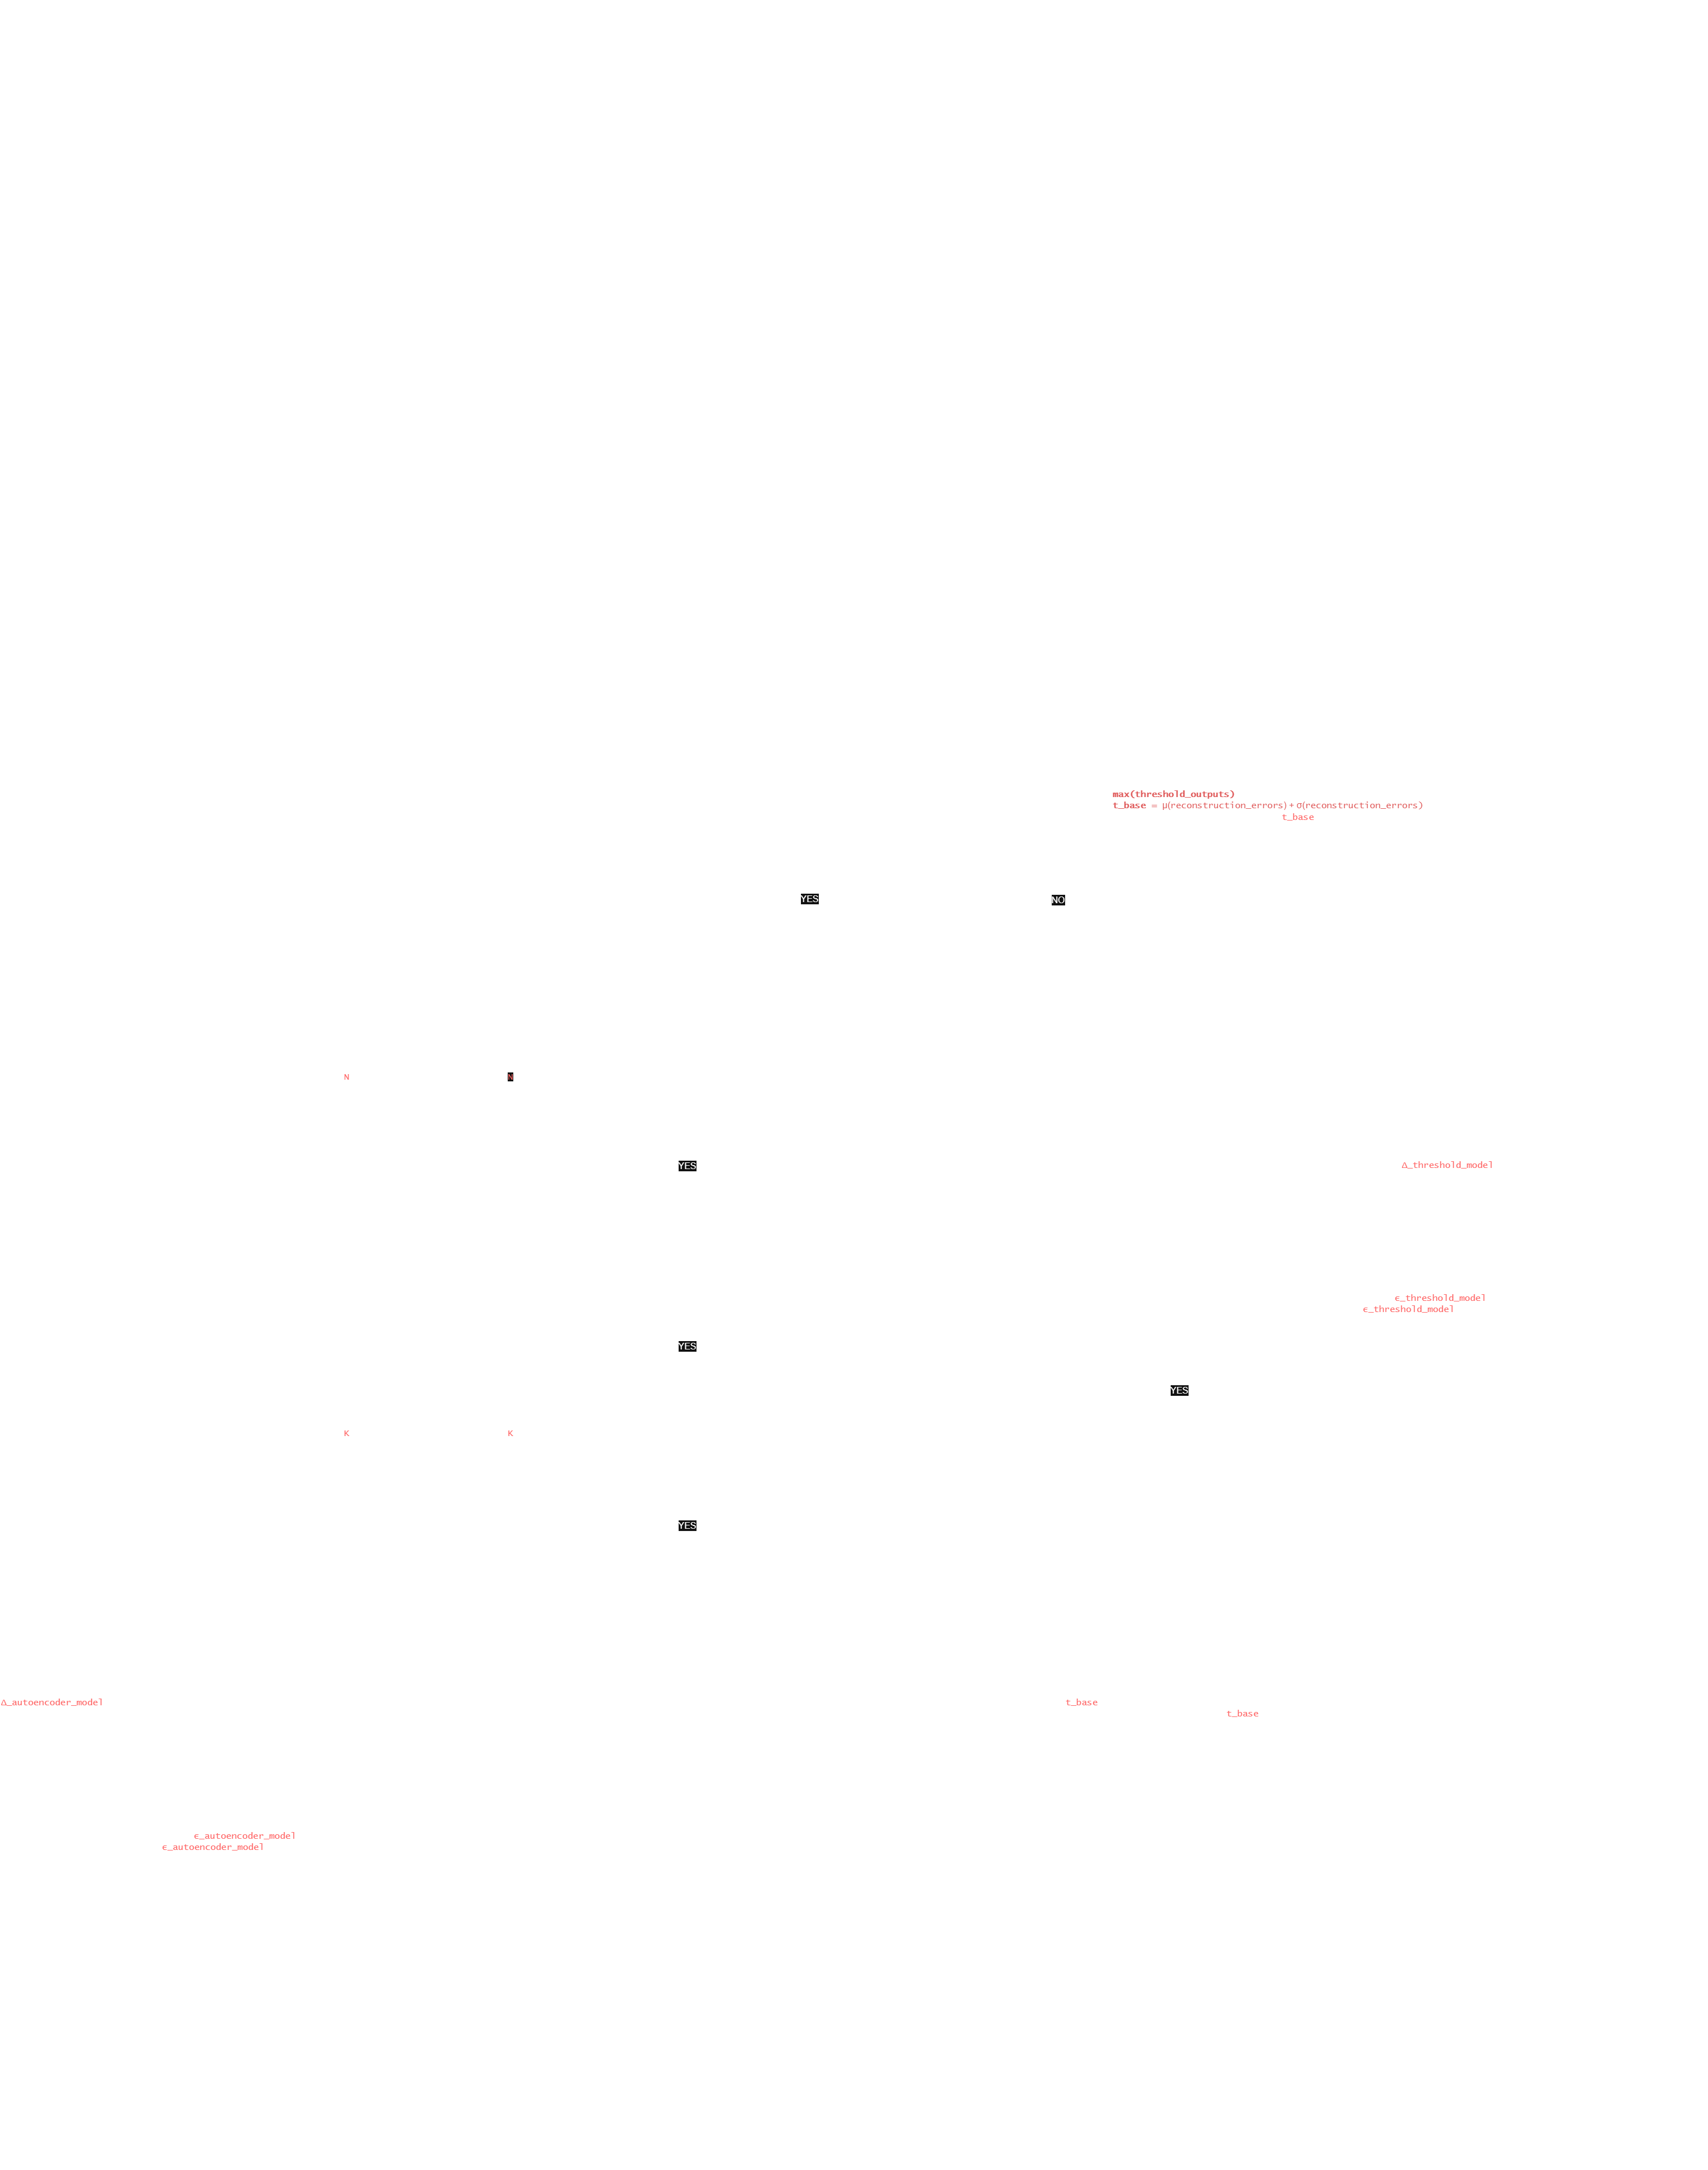 max(threshold_outputs)
t_base = μ(reconstruction_errors) + σ(reconstruction_errors)
t_base
YES NO
N N
YES Δ_threshold_model
ϵ_threshold_model
ϵ_threshold_model
YES
YES
K K
YES
Δ_autoencoder_model t_base
t_base
ϵ_autoencoder_model
ϵ_autoencoder_model